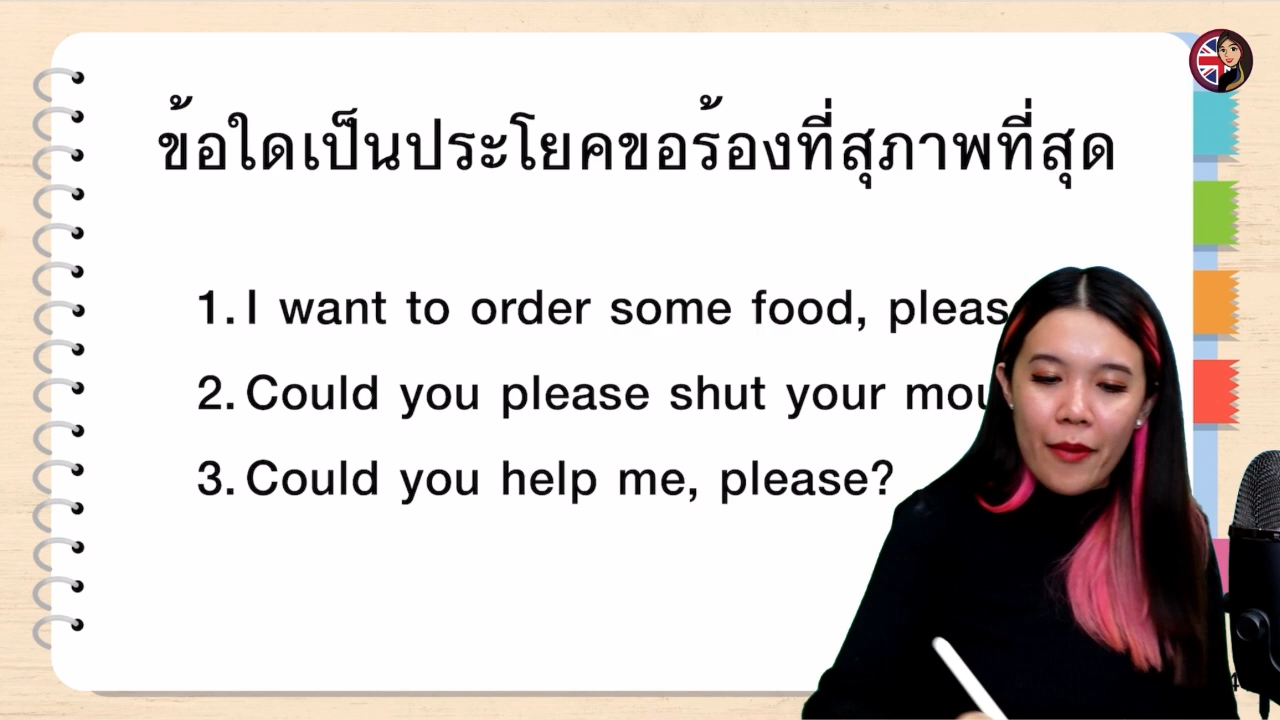 ข้อใดเป็นประโยคขอร้องที่สุภาพที่สุด
1. I want to order some food,
2. Could you please shut your
3. Could you help me, please?